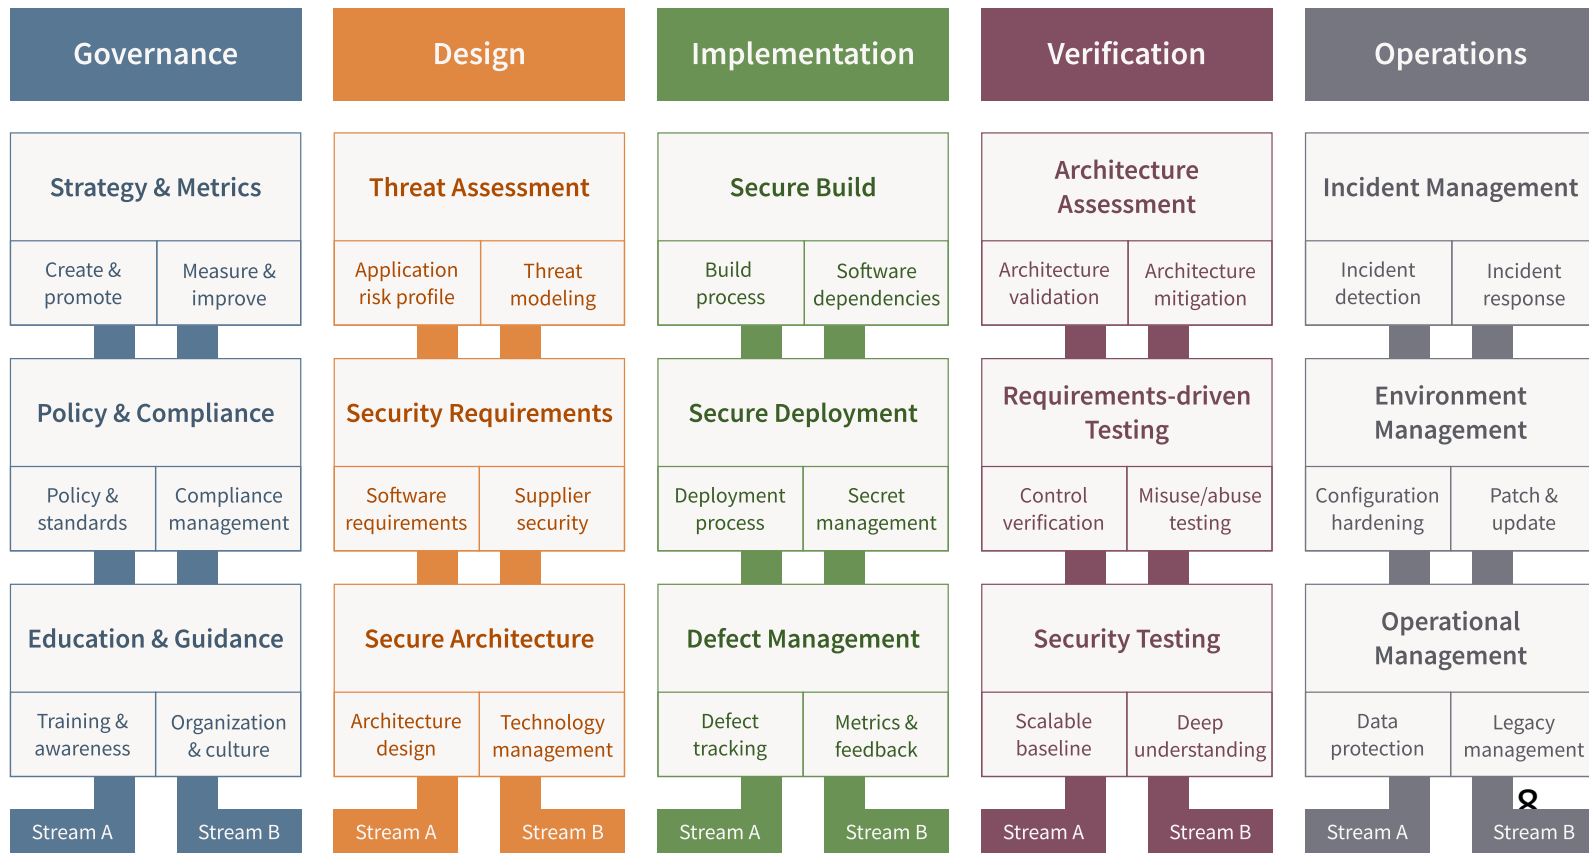 Governance
Design
Implementation
Verification
Operations
Strategy & Metrics
Create &
promote
Measure &
improve
Policy & Compliance
Policy &
standards
Compliance
management
Education & Guidance
Training &
awareness
Organization
& culture
Stream A
Stream B
Threat Assessment
Application
risk profile
Threat
modeling
Security Requirements
Software
requirements
Supplier
security
Secure Architecture
Architecture
design
Technology
management
Stream A
Stream B
Secure Build
Build
process
Software
dependencies
Secure Deployment
Deployment
process
Secret
management
Defect Management
Defect
tracking
Metrics &
feedback
Stream A
Stream B
Architecture
Assessment
Architecture
validation
Architecture
mitigation
Requirements-driven
Testing
Control
verification
Misuse/abuse
testing
Security Testing
Scalable
baseline
Deep
understanding
Stream A
Stream B
Incident Management
Incident
detection
Incident
response
Environment
Management
Configuration
hardening
Patch &
update
Operational
Management
Data
protection
Legacy
management
8
Stream A
Stream B